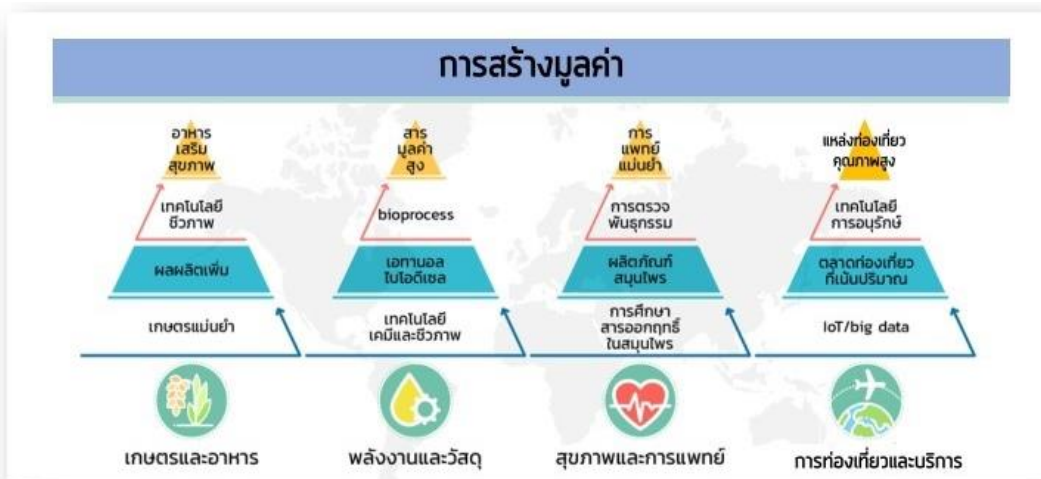 การสร้างมูลค่า
อาหาร
เสริม
สุขภาพ
เทคโนโลยี
ชีวภาพ
ผลผลิตเพิ่ม
เกษตรแม่นยำ
เกษตรและอาหาร
สาร
มูลค่า
สูง
bioprocess
เอทานอล
ไบโอดีเซล
เทคโนโลยี
เคมีและชีวภาพ
พลังงานและวัสดุ
การ
แพทย์
แม่นยำ
การตรวจ
พันธุกรรม
ผลิตภัณฑ์
สมุนไพร
การศึกษา
สารออกฤทธิ์
ในสมุนไพร
สุขภาพและการแพทย์
แหล่งท่องเที่ยว
คุณภาพสูง
เทคโนโลยี
การอนุรักษ์
ตลาดท่องเที่ยว
ที่เน้นปริมาณ
IoT/big data
การท่องเที่ยวและบริการ